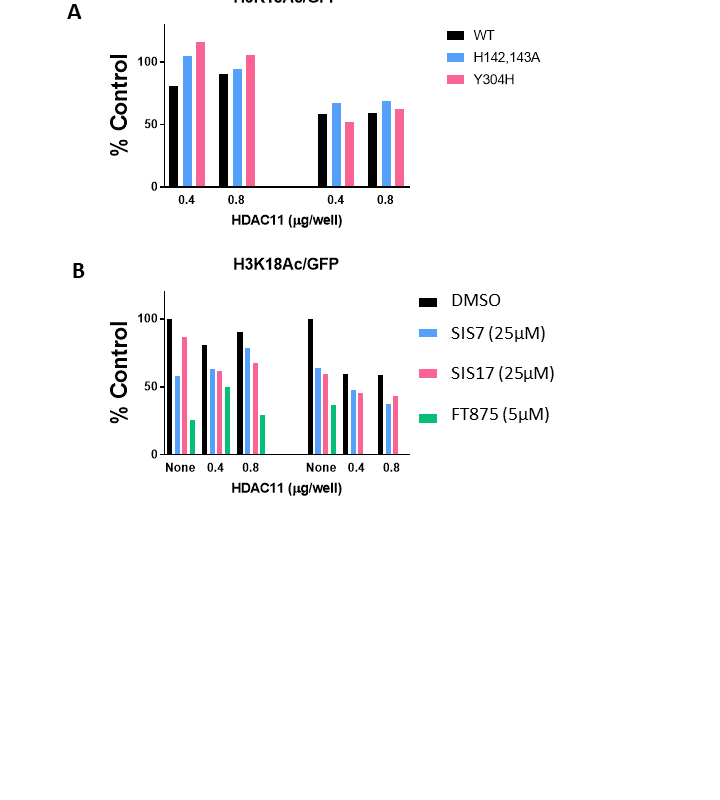 A
WT
H142,143A
Y304H
% Control
100
50
0
0.4 0.8 0.4 0.8
HDAC11 (µg/well)
B
H3K18Ac/GFP
DMSO
SIS7 (25µM)
SIS17 (25µM)
FT875 (5µM)
% Control
100
50
0
None 0.4 0.8 None 0.4 0.8
HDAC11 (µg/well)